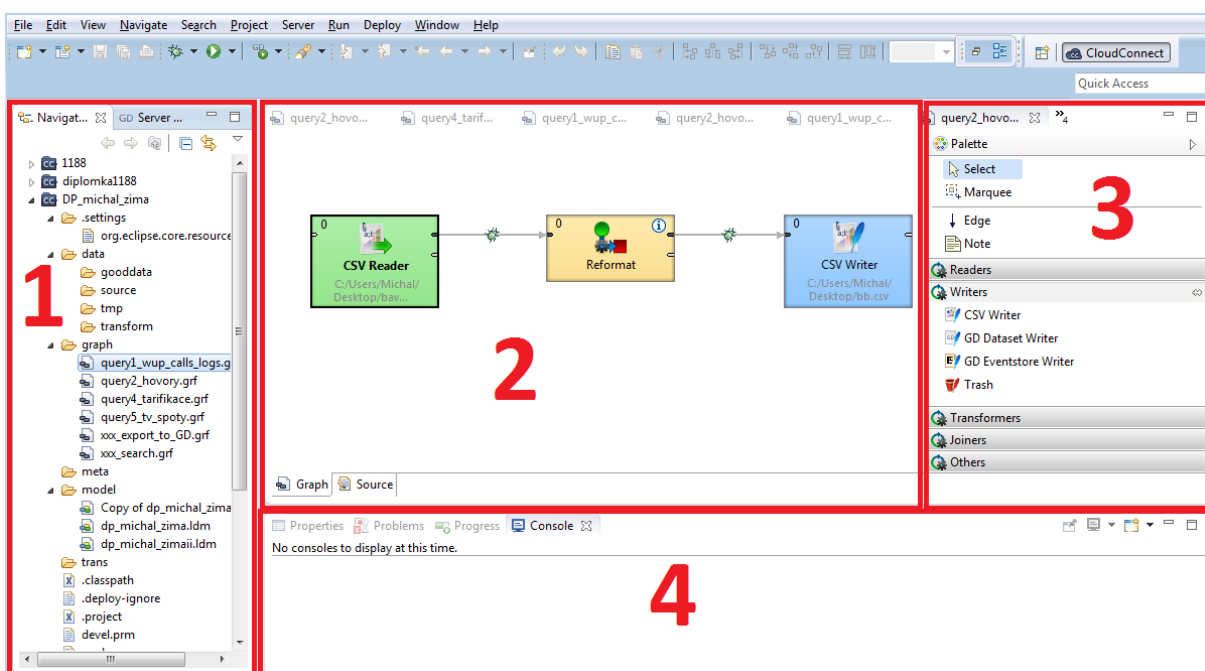 File Edit View Navigate Search Project Server Run Deploy Window Help
CloudConnect
Quick Access
Navigat... GD Server ...
1188
diplomka1188
DP_michal_zima
.settings
org.eclipse.core.resource
data
gooddata
source
tmp
transform
graph
query1_wup_calls_logs.g
query2_hovory.grf
query4_tarifikace.grf
query5_tv_spoty.grf
xxx_export_to_GD.grf
xxx_search.grf
meta
model
Copy of dp_michal_zima
dp_michal_zima.ldm
dp_michal_zimaii.ldm
trans
.classpath
.deploy-ignore
.project
devel.prm
1
query2_hovo... query4_tarif... query1_wup_c... query2_hovo... query1_wup_c...
0
CSV Reader
C:/Users/Michal/
Desktop/bav...
0
Reformat
0
CSV Writer
C:/Users/Michal/
Desktop/bb.csv
2
Graph Source
query2_hovo... »4
Palette
Select
Marquee
Edge
Note
3
Readers
Writers
CSV Writer
GD Dataset Writer
GD Eventstore Writer
Trash
Transformers
Joiners
Others
Properties Problems Progress Console
No consoles to display at this time.
4